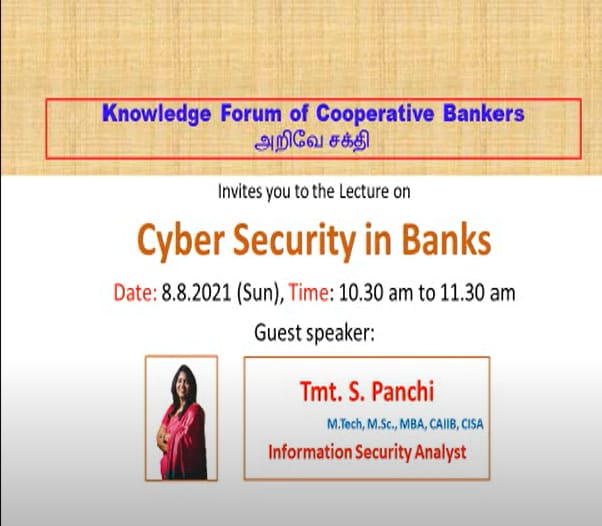 Knowledge Forum of Cooperative Bankers
அறிவே சக்தி
Invites you to the Lecture on
Cyber Security in Banks
Date: 8.8.2021 (Sun), Time: 10.30 am to 11.30 am
Guest speaker:
Tmt. S. Panchi
M.Tech, M.Sc., MBA, CAIIB, CISA
Information Security Analyst